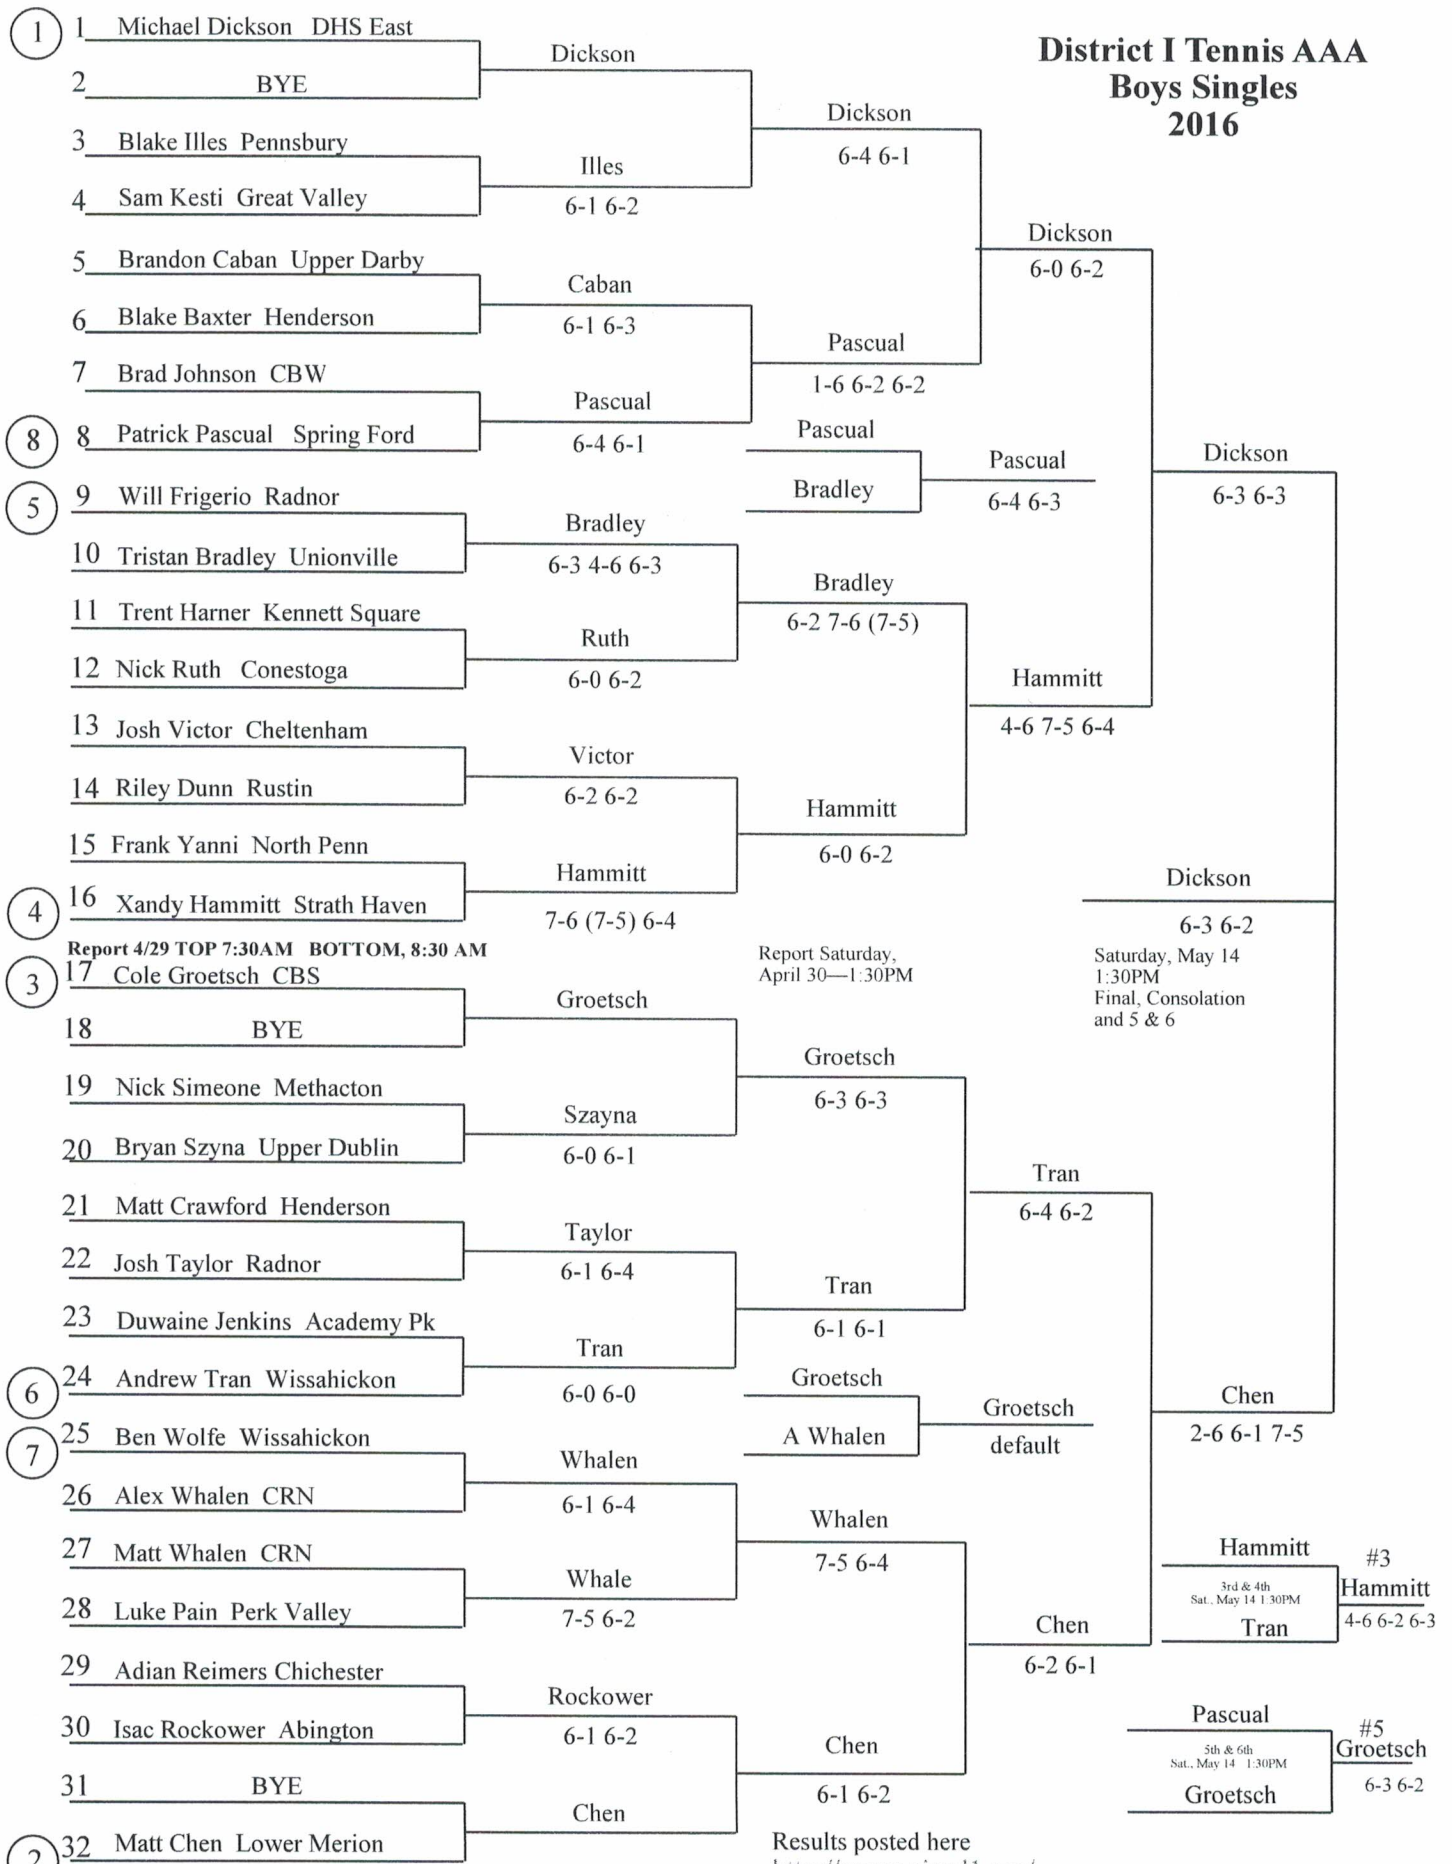 District I Tennis AAA
Boys Singles
2016
1
1 Michael Dickson DHS East
2 BYE
3 Blake Illes Pennsbury
4 Sam Kesti Great Valley
5 Brandon Caban Upper Darby
6 Blake Baxter Henderson
7 Brad Johnson CBW
8
8 Patrick Pascual Spring Ford
5
9 Will Frigerio Radnor
10 Tristan Bradley Unionville
11 Trent Harner Kennett Square
12 Nick Ruth Conestoga
13 Josh Victor Cheltenham
14 Riley Dunn Rustin
15 Frank Yanni North Penn
4
16 Xandy Hammitt Strath Haven
Report 4/29 TOP 7:30AM BOTTOM, 8:30 AM
3
17 Cole Groetsch CBS
18 BYE
19 Nick Simeone Methacton
20 Bryan Szyna Upper Dublin
21 Matt Crawford Henderson
22 Josh Taylor Radnor
23 Duwaine Jenkins Academy Pk
6
24 Andrew Tran Wissahickon
7
25 Ben Wolfe Wissahickon
26 Alex Whalen CRN
27 Matt Whalen CRN
28 Luke Pain Perk Valley
29 Adian Reimers Chichester
30 Isac Rockower Abington
31 BYE
2
32 Matt Chen Lower Merion
Dickson
Illes
6-1 6-2
Caban
6-1 6-3
Pascual
6-4 6-1
Bradley
6-3 4-6 6-3
Ruth
6-0 6-2
Victor
6-2 6-2
Hammitt
7-6 (7-5) 6-4
Groetsch
Szayna
6-0 6-1
Taylor
6-1 6-4
Tran
6-0 6-0
Whalen
6-1 6-4
Whale
7-5 6-2
Rockower
6-1 6-2
Chen
Dickson
6-4 6-1
Pascual
1-6 6-2 6-2
Pascual
Bradley
Pascual
6-4 6-3
Bradley
6-2 7-6 (7-5)
Hammitt
6-0 6-2
Report Saturday,
April 30—1:30PM
Groetsch
6-3 6-3
Tran
6-1 6-1
Groetsch
A Whalen
Groetsch
default
Whalen
7-5 6-4
Chen
6-1 6-2
Results posted here
Dickson
6-0 6-2
Hammitt
4-6 7-5 6-4
Tran
6-4 6-2
Chen
6-2 6-1
Dickson
6-3 6-3
Dickson
6-3 6-2
Saturday, May 14
1:30PM
Final, Consolation
and 5 & 6
Chen
2-6 6-1 7-5
Hammitt
3rd & 4th
Sat., May 14 1:30PM
Tran
#3
Hammitt
4-6 6-2 6-3
Pascual
5th & 6th
Sat., May 14 1:30PM
Groetsch
#5
Groetsch
6-3 6-2